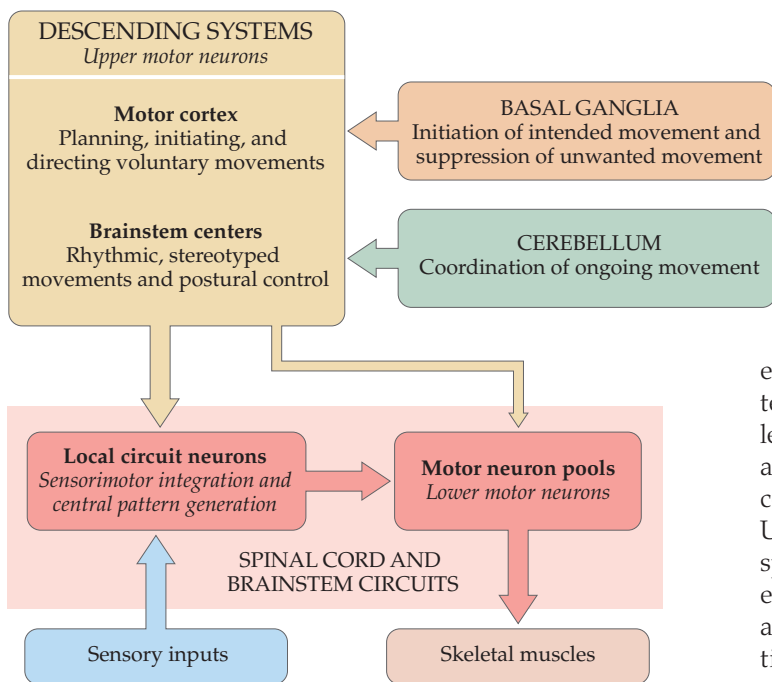 DESCENDING SYSTEMS
Upper motor neurons
Motor cortex
Planning, initiating, and
directing voluntary movements
Brainstem centers
Rhythmic, stereotyped
movements and postural control
BASAL GANGLIA
Initiation of intended movement and
suppression of unwanted movement
CEREBELLUM
Coordination of ongoing movement
Local circuit neurons
Sensorimotor integration and
central pattern generation
Motor neuron pools
Lower motor neurons
SPINAL CORD AND
BRAINSTEM CIRCUITS
Sensory inputs
Skeletal muscles